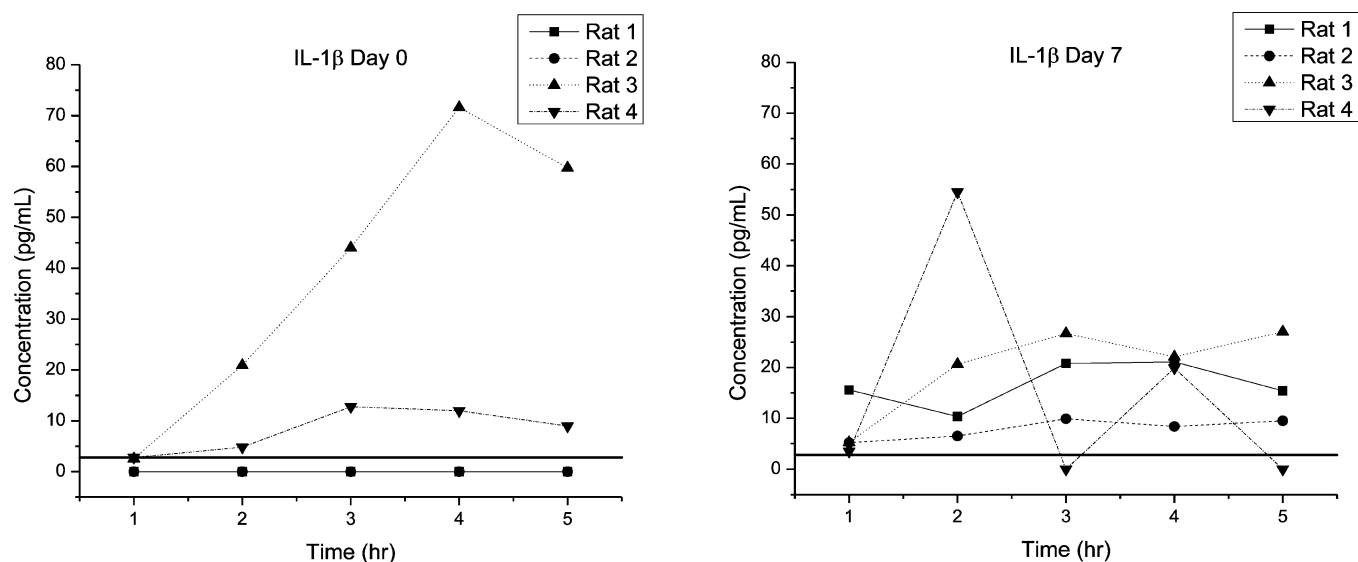 IL-1β Day 0
Rat 1
Rat 2
Rat 3
Rat 4
80
70
60
50
40
30
20
10
0
Concentration (pg/mL)
1 2 3 4 5
Time (hr)
IL-1β Day 7
Rat 1
Rat 2
Rat 3
Rat 4
80
70
60
50
40
30
20
10
0
Concentration (pg/mL)
1 2 3 4 5
Time (hr)